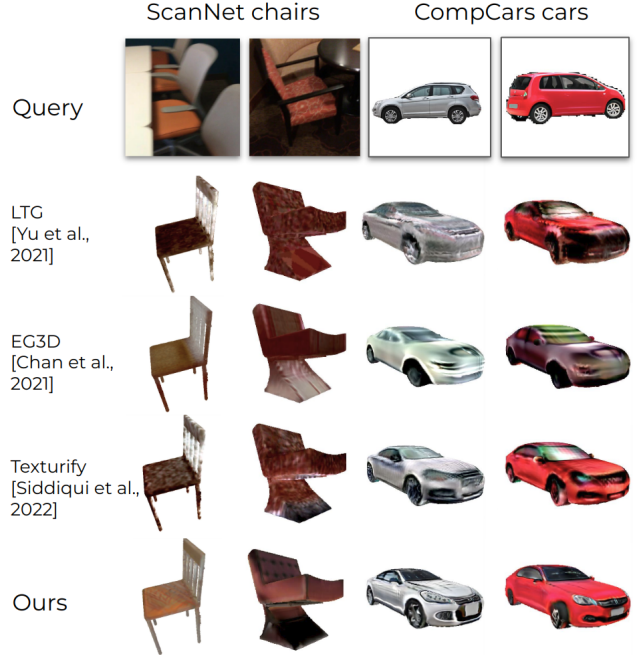 ScanNet chairs
CompCars cars
Query
LTG
[Yu et al.,
2021]
EG3D
[Chan et al.,
2021]
Texturify
[Siddiqui et al.,
2022]
Ours